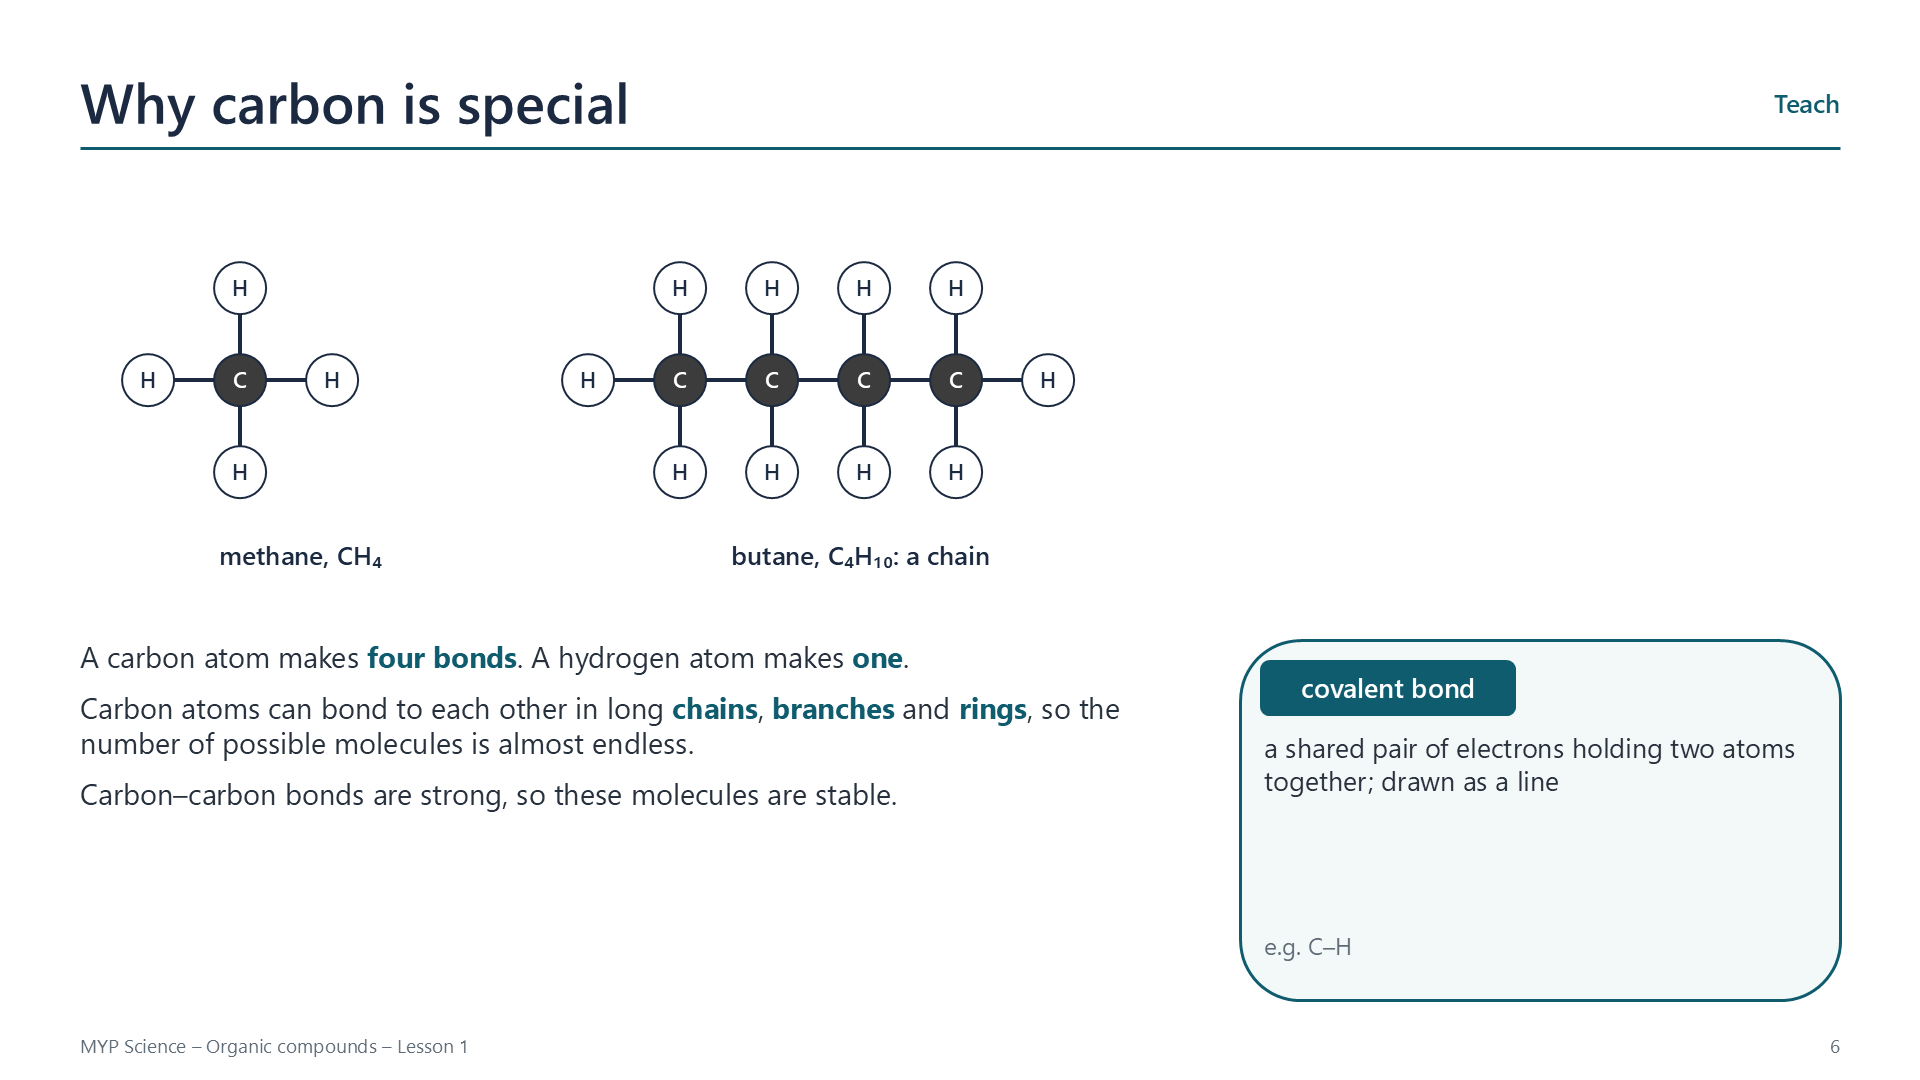 Why carbon is special
Teach
H
H C H
H
H H H H
H C C C C H
H H H H
methane, CH₄
butane, C₄H₁₀: a chain
A carbon atom makes four bonds. A hydrogen atom makes one.
Carbon atoms can bond to each other in long chains, branches and rings, so the
number of possible molecules is almost endless.
Carbon–carbon bonds are strong, so these molecules are stable.
covalent bond
a shared pair of electrons holding two atoms
together; drawn as a line
e.g. C–H
MYP Science – Organic compounds – Lesson 1
6